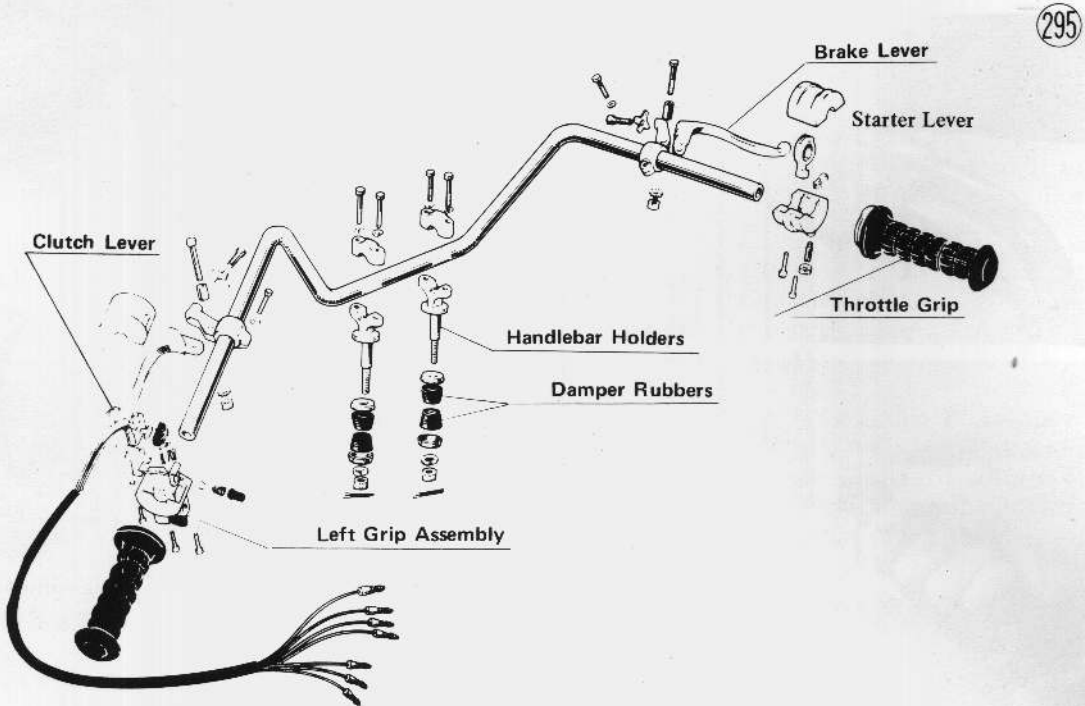 295
Brake Lever
Starter Lever
Clutch Lever
Throttle Grip
Handlebar Holders
Damper Rubbers
Left Grip Assembly